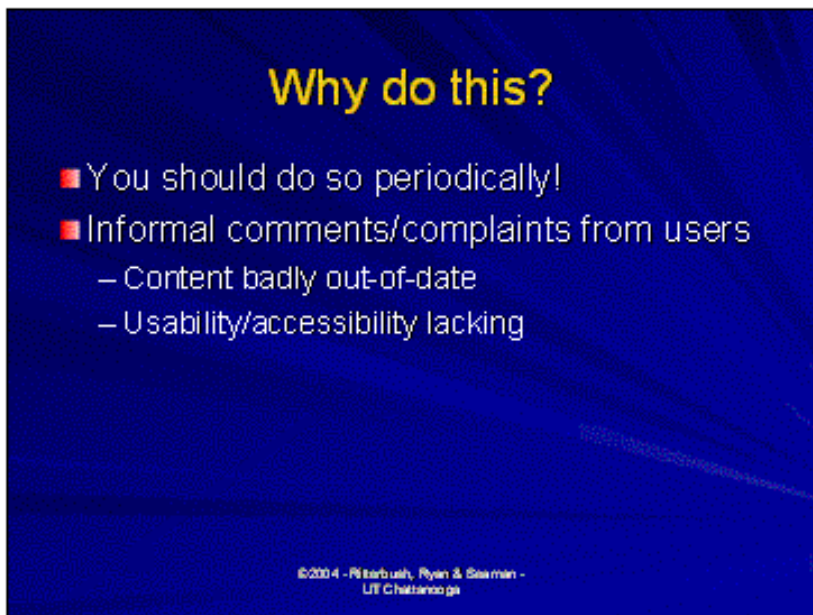 Why do this?
You should do so periodically!
Informal comments/complaints from users
– Content badly out-of-date
– Usability/accessibility lacking
©2004 - Ritterbush, Ryan & Seaman -
UT Chattanooga